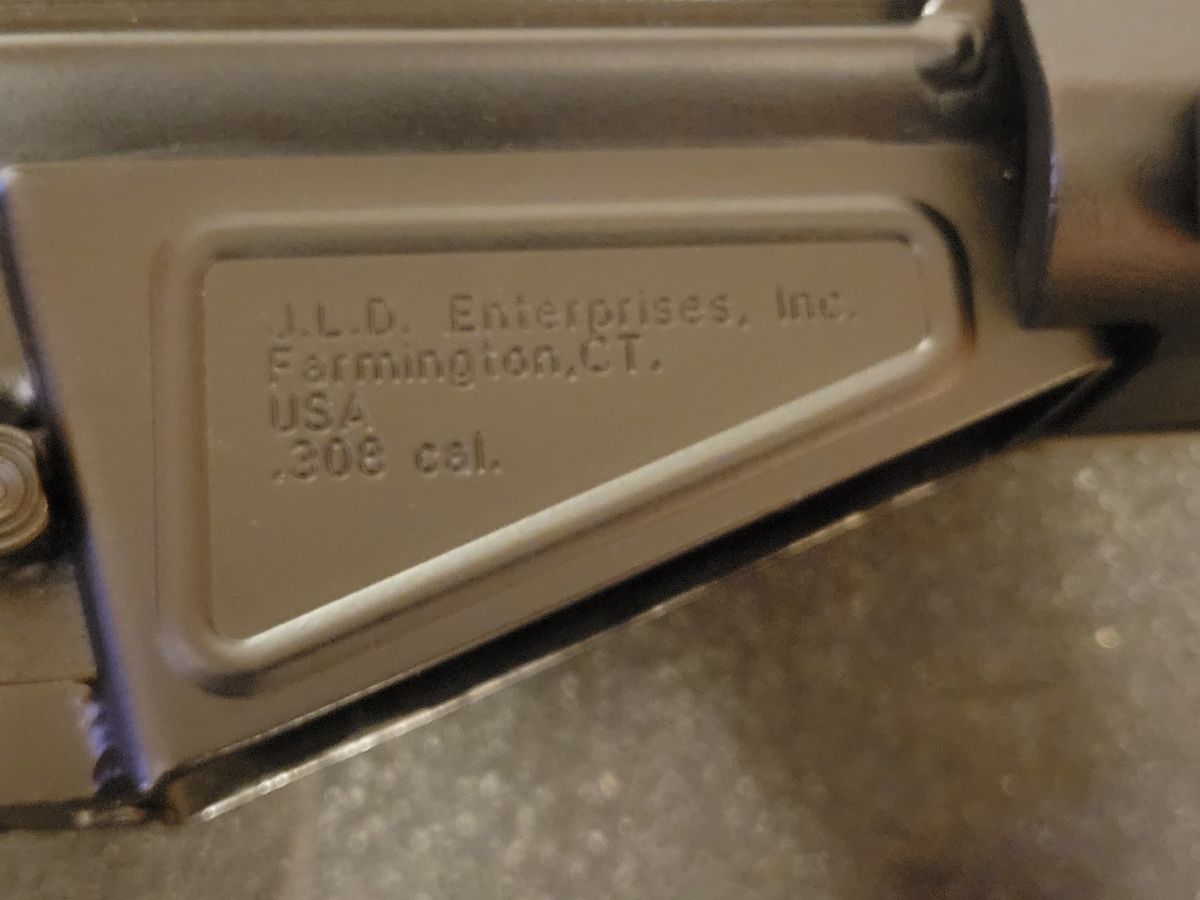 J.L.D. Enterprises, Inc.
Farmington,CT.
USA
.308 cal.